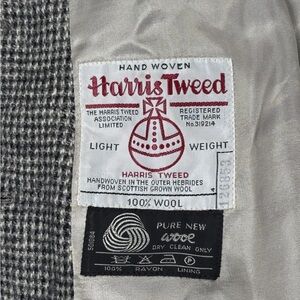 HAND WOVEN
Harris Tweed
THE HARRIS TWEED
ASSOCIATION
LIMITED
REGISTERED
TRADE MARK
No.319214
LIGHT WEIGHT
HARRIS TWEED
HANDWOVEN IN THE OUTER HEBRIDES
FROM SCOTTISH GROWN WOOL
100% WOOL
PURE NEW
wool
DRY CLEAN ONLY
100% RAYON LINING